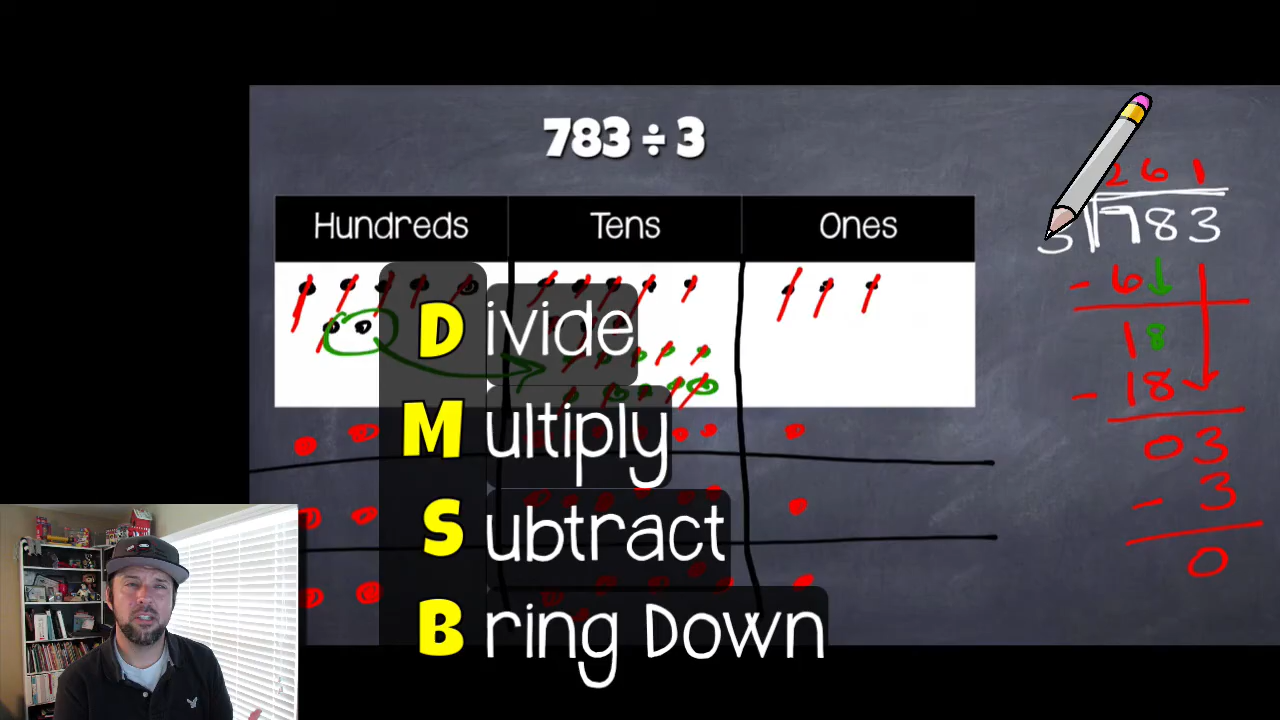 783 ÷ 3
Hundreds Tens Ones
Divide
Multiply
Subtract
Bring Down
261
3 783
- 6
18
- 18
03
- 3
0